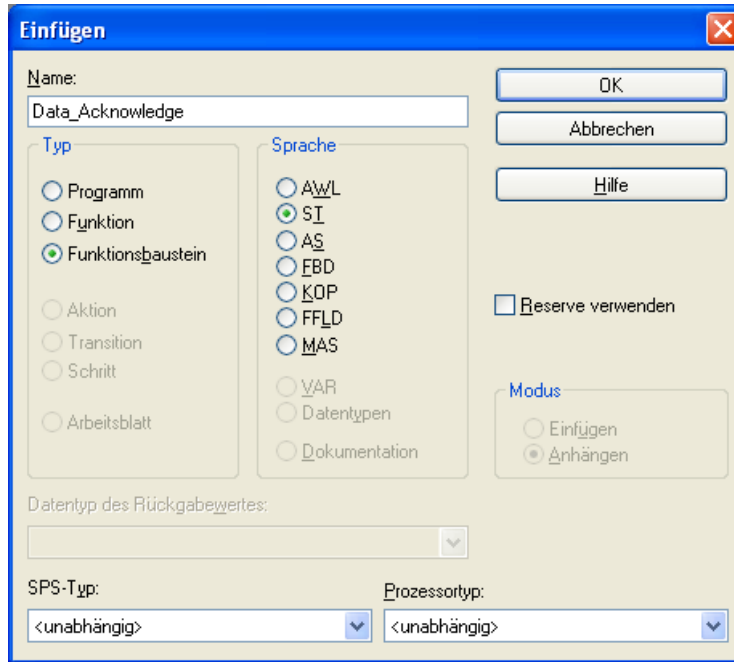 Einfügen
Name:
Data_Acknowledge
OK
Abbrechen
Hilfe
Typ
Programm
Funktion
Funktionsbaustein
Aktion
Transition
Schritt
Arbeitsblatt
Sprache
AWL
ST
AS
FBD
KOP
FFLD
MAS
VAR
Datentypen
Dokumentation
Reserve verwenden
Modus
Einfügen
Anhängen
Datentyp des Rückgabewertes:
SPS-Typ:
<unabhängig>
Prozessortyp:
<unabhängig>